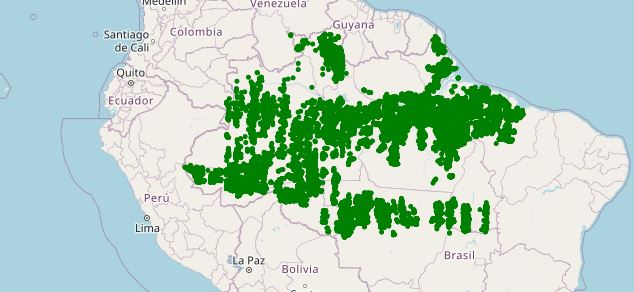 Medellín
Venezuela
Guyana
Santiago
de Cali
Colombia
Quito
Ecuador
Perú
Lima
La Paz
Bolivia
Brasil